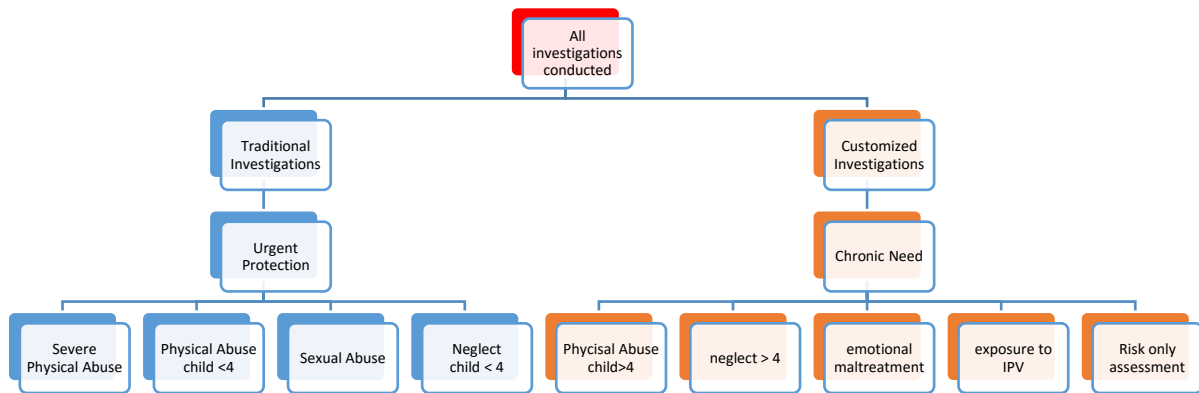 All
investigations
conducted
Traditional
Investigations
Customized
Investigations
Urgent
Protection
Chronic Need
Severe
Physical Abuse
Physical Abuse
child <4
Sexual Abuse
Neglect
child < 4
Phycisal Abuse
child>4
neglect > 4
emotional
maltreatment
exposure to
IPV
Risk only
assessment